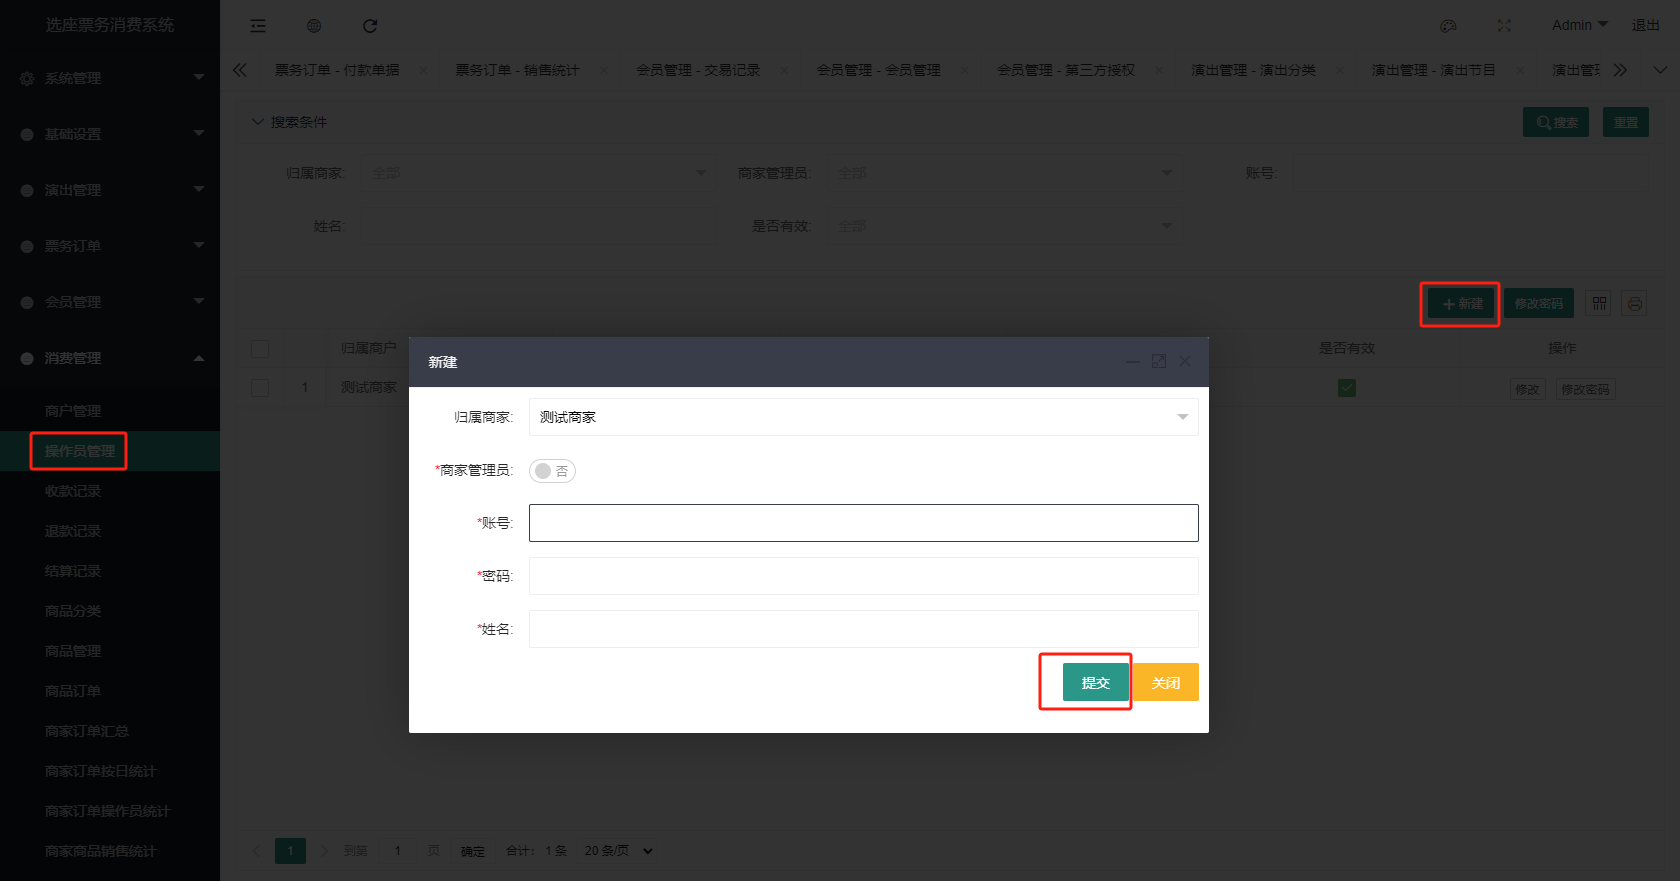 选座票务消费系统
Admin
退出
系统管理
基础设置
演出管理
票务订单
会员管理
消费管理
商户管理
操作员管理
收款记录
退款记录
结算记录
商品分类
商品管理
商品订单
商家订单汇总
商家订单按日统计
商家订单操作员统计
商家商品销售统计
票务订单 - 付款单据
票务订单 - 销售统计
会员管理 - 交易记录
会员管理 - 会员管理
会员管理 - 第三方授权
演出管理 - 演出分类
演出管理 - 演出节目
演出管理
搜索条件
搜索
重置
归属商家:
全部
商家管理员:
全部
账号:
姓名:
是否有效:
全部
新建
修改密码
归属商户
是否有效
操作
1
测试商家
修改
修改密码
新建
归属商家:
测试商家
*商家管理员:
否
*账号:
*密码:
*姓名:
提交
关闭
1
到第
1
页
确定
合计: 1 条
20 条/页